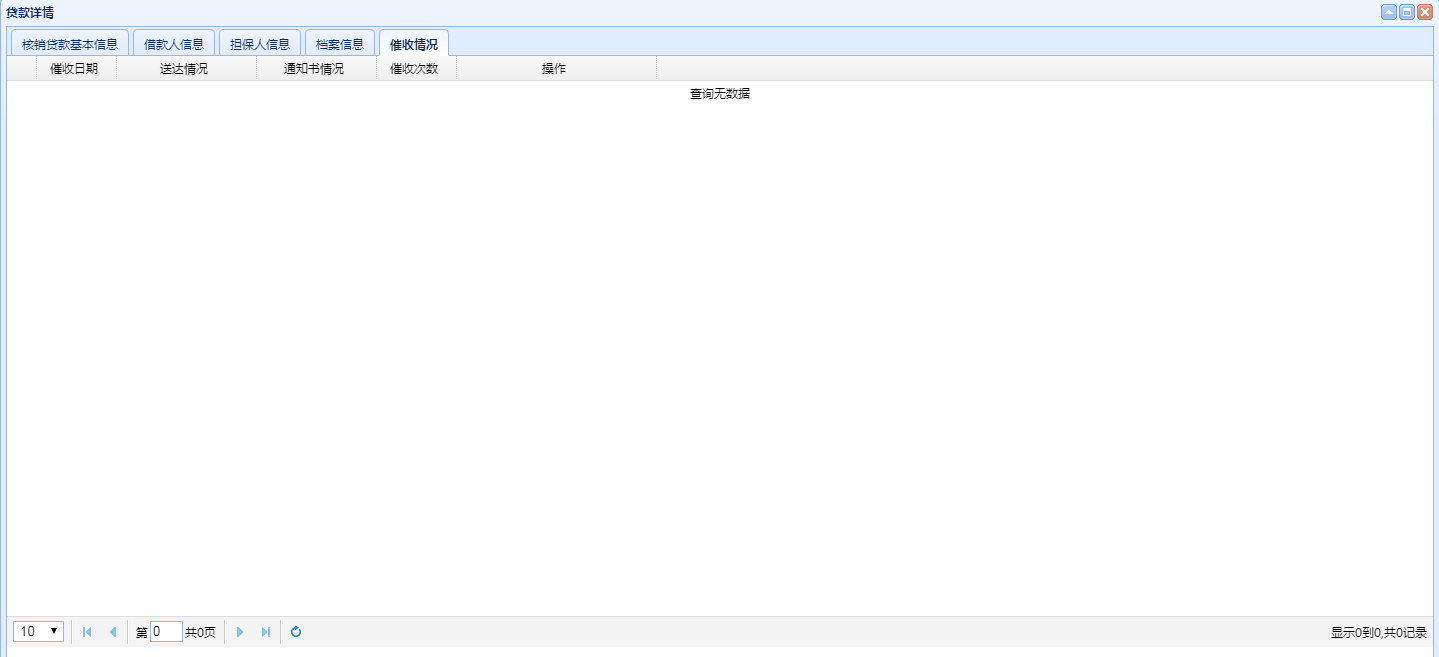 贷款详情
核销贷款基本信息 借款人信息 担保人信息 档案信息 催收情况
催收日期 送达情况 通知书情况 催收次数 操作
查询无数据
10 第 0 共0页 显示0到0,共0记录